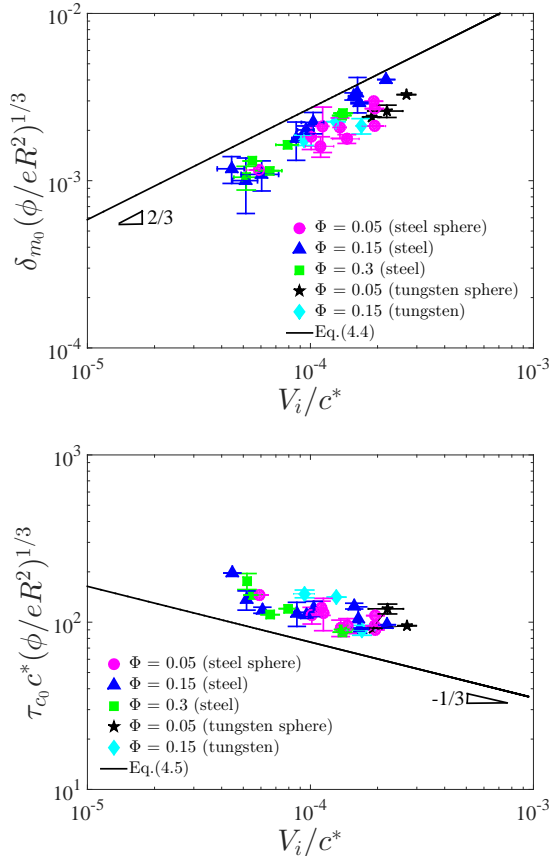 10^{-2}
δ_{m_0}(ϕ/eR^2)^{1/3}
10^{-3}
2/3
Φ = 0.05 (steel sphere)
Φ = 0.15 (steel)
Φ = 0.3 (steel)
Φ = 0.05 (tungsten sphere)
Φ = 0.15 (tungsten)
Eq.(4.4)
10^{-4}
10^{-5}
10^{-4}
10^{-3}
V_i/c^*
10^3
τ_{c_0}c^*(ϕ/eR^2)^{1/3}
10^2
-1/3
Φ = 0.05 (steel sphere)
Φ = 0.15 (steel)
Φ = 0.3 (steel)
Φ = 0.05 (tungsten sphere)
Φ = 0.15 (tungsten)
Eq.(4.5)
10^1
10^{-5}
10^{-4}
10^{-3}
V_i/c^*